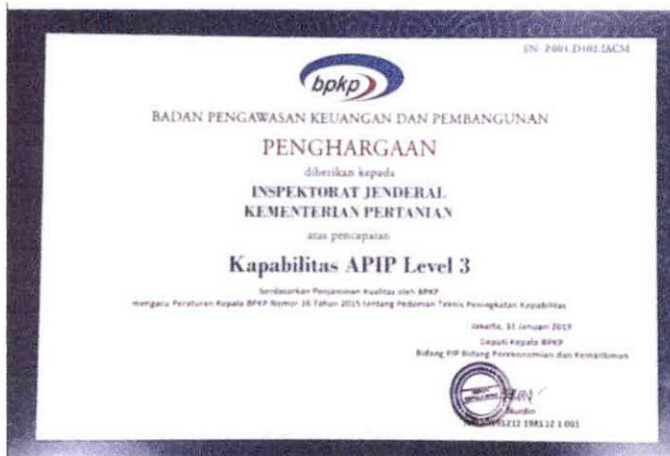 SN: P.001.D102.IACM
bpkp
BADAN PENGAWASAN KEUANGAN DAN PEMBANGUNAN
PENGHARGAAN
diberikan kepada
INSPEKTORAT JENDERAL
KEMENTERIAN PERTANIAN
atas pencapaian
Kapabilitas APIP Level 3
berdasarkan Penjaminan Kualitas oleh BPKP
mengacu Peraturan Kepala BPKP Nomor 16 Tahun 2015 tentang Pedoman Teknis Peningkatan Kapabilitas
Jakarta, 31 Januari 2019
Deputi Kepala BPKP
Bidang PIP Bidang Perekonomian dan Kemaritiman
Nurdin